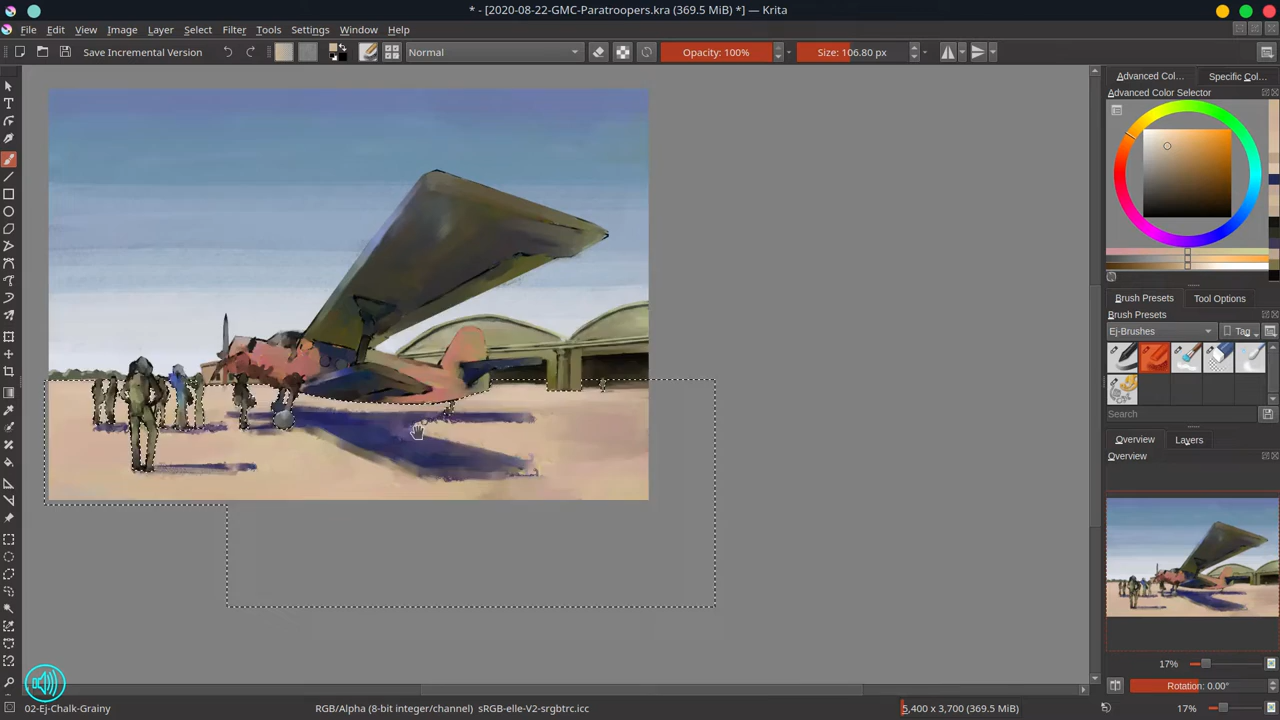 * - [2020-08-22-GMC-Paratroopers.kra (369.5 MiB) *] — Krita
File Edit View Image Layer Select Filter Tools Settings Window Help
Save Incremental Version Normal Opacity: 100% Size: 106.80 px
Advanced Col... Specific Col...
Advanced Color Selector
Brush Presets Tool Options
Brush Presets
Ej-Brushes Tag
Search
Overview Layers
Overview
17%
Rotation: 0.00°
02-Ej-Chalk-Grainy RGB/Alpha (8-bit integer/channel) sRGB-elle-V2-srgbtrc.icc 5,400 x 3,700 (369.5 MiB) 17%